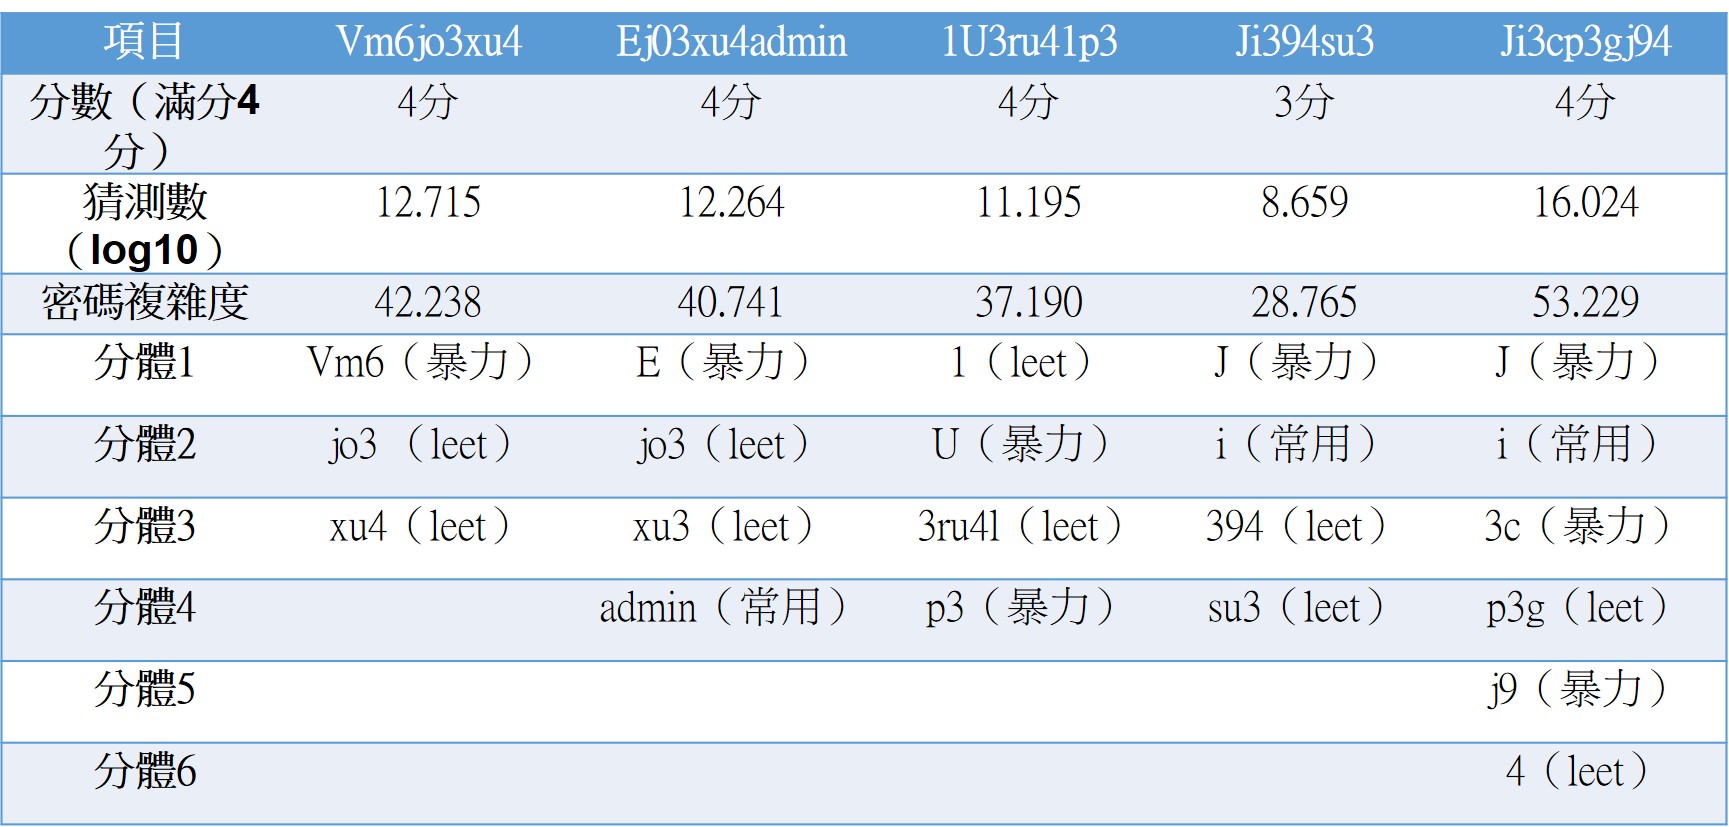 項目 Vm6jo3xu4 Ej03xu4admin 1U3ru41p3 Ji394su3 Ji3cp3gj94
分數（滿分4
分） 4分 4分 4分 3分 4分
猜測數
（log10） 12.715 12.264 11.195 8.659 16.024
密碼複雜度 42.238 40.741 37.190 28.765 53.229
分體1 Vm6（暴力） E（暴力） 1（leet） J（暴力） J（暴力）
分體2 jo3 （leet） jo3（leet） U（暴力） i（常用） i（常用）
分體3 xu4（leet） xu3（leet） 3ru4l（leet） 394（leet） 3c（暴力）
分體4 admin（常用） p3（暴力） su3（leet） p3g（leet）
分體5 j9（暴力）
分體6 4（leet）